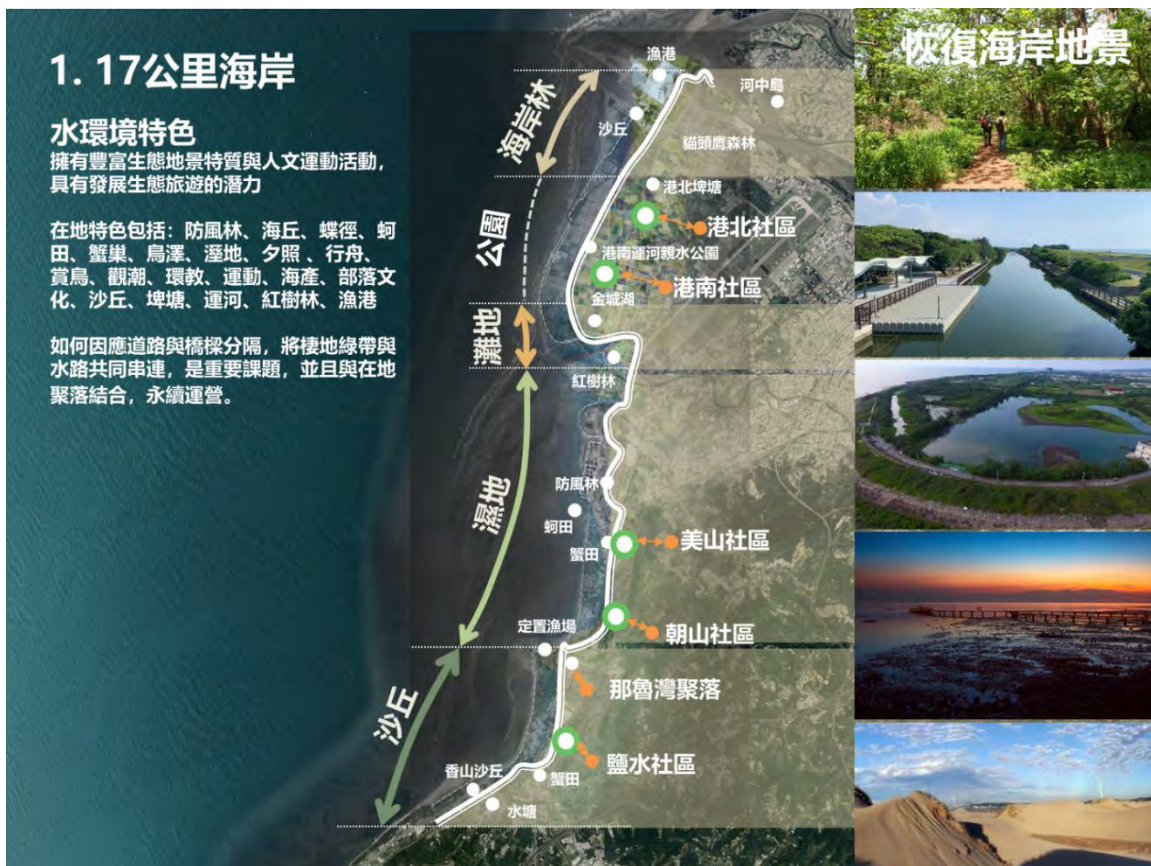 1. 17公里海岸
水環境特色
擁有豐富生態地景特質與人文運動活動，
具有發展生態旅遊的潛力
在地特色包括：防風林、海丘、蝶徑、蚵
田、蟹巢、鳥澤、溼地、夕照 、行舟、
賞鳥、觀潮、環教、運動、海產、部落文
化、沙丘、埤塘、運河、紅樹林、漁港
如何因應道路與橋樑分隔，將棲地綠帶與
水路共同串連，是重要課題，並且與在地
聚落結合，永續運營。
恢復海岸地景
海岸林
公園
灘地
濕地
沙丘
漁港
河中島
沙丘
貓頭鷹森林
港北埤塘
港北社區
港南運河親水公園
港南社區
金城湖
紅樹林
防風林
蚵田
蟹田
美山社區
朝山社區
定置漁場
那魯灣聚落
鹽水社區
香山沙丘
蟹田
水塘